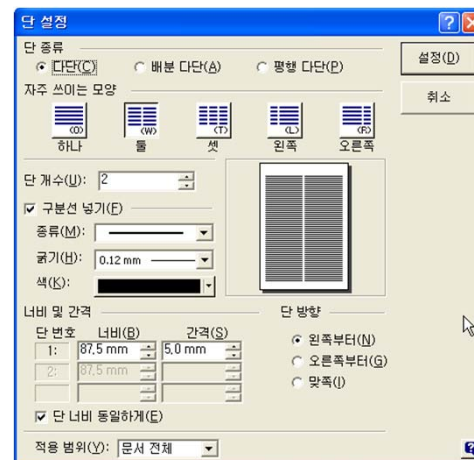 단 설정
단 종류
다단(C) 배분 다단(A) 평행 다단(P)
설정(D)
취소
자주 쓰이는 모양
(O) (W) (T) (L) (R)
하나 둘 셋 왼쪽 오른쪽
단 개수(U): 2
구분선 넣기(F)
종류(M):
굵기(H): 0.12 mm
색(K):
너비 및 간격
단 번호 너비(B) 간격(S)
1: 87.5 mm 5.0 mm
2: 87.5 mm
단 너비 동일하게(E)
단 방향
왼쪽부터(N)
오른쪽부터(G)
맞쪽(I)
적용 범위(Y): 문서 전체